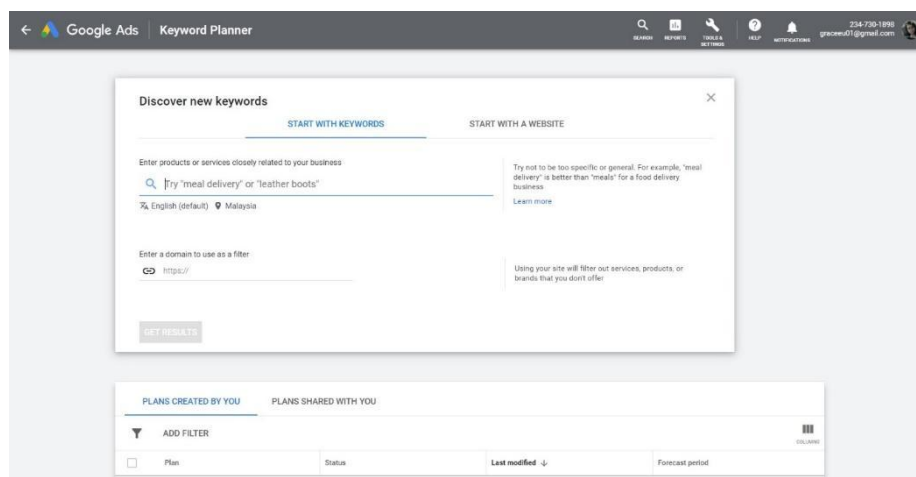 Google Ads Keyword Planner
SEARCH REPORTS TOOLS & SETTINGS HELP NOTIFICATIONS
234-730-1898
graceeu01@gmail.com
Discover new keywords
START WITH KEYWORDS START WITH A WEBSITE
Enter products or services closely related to your business
Try "meal delivery" or "leather boots"
English (default) Malaysia
Try not to be too specific or general. For example, "meal
delivery" is better than "meals" for a food delivery
business
Learn more
Enter a domain to use as a filter
https://
Using your site will filter out services, products, or
brands that you don't offer
GET RESULTS
PLANS CREATED BY YOU PLANS SHARED WITH YOU
ADD FILTER
COLUMNS
Plan Status Last modified Forecast period